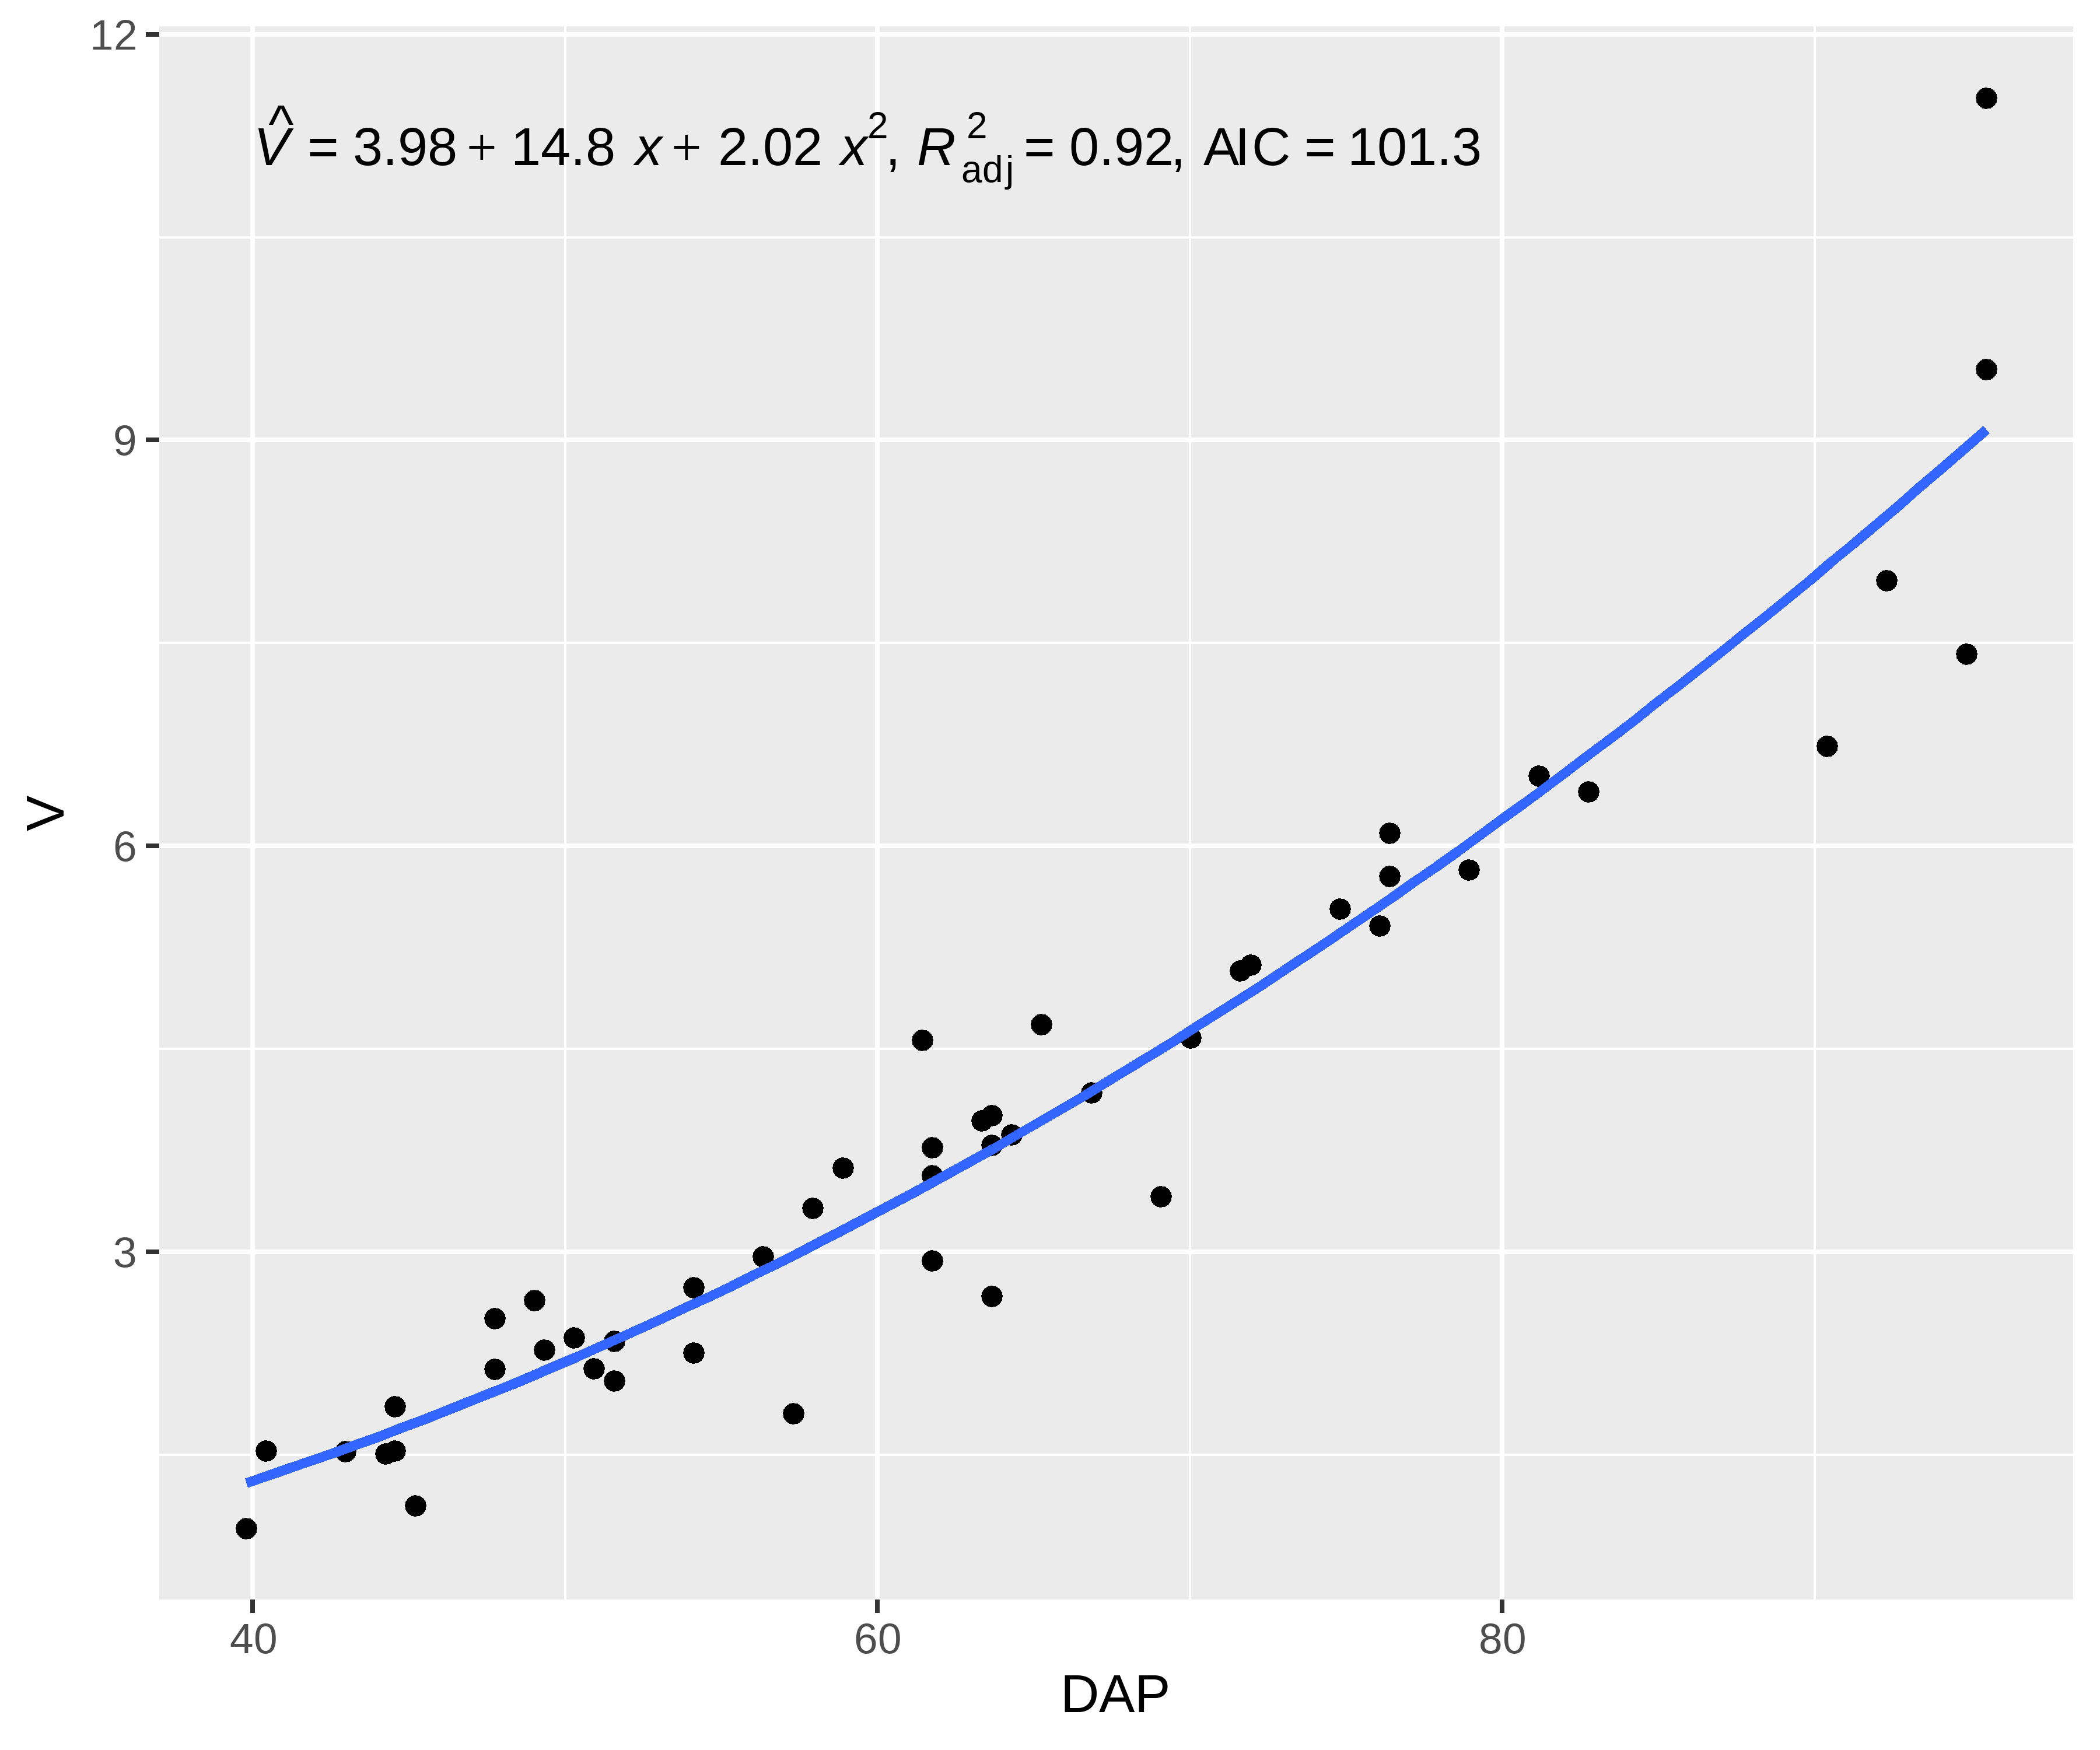 12
V̂ = 3.98 + 14.8 x + 2.02 x², R²adj = 0.92, AIC = 101.3
9
V
6
3
40 60 80
DAP